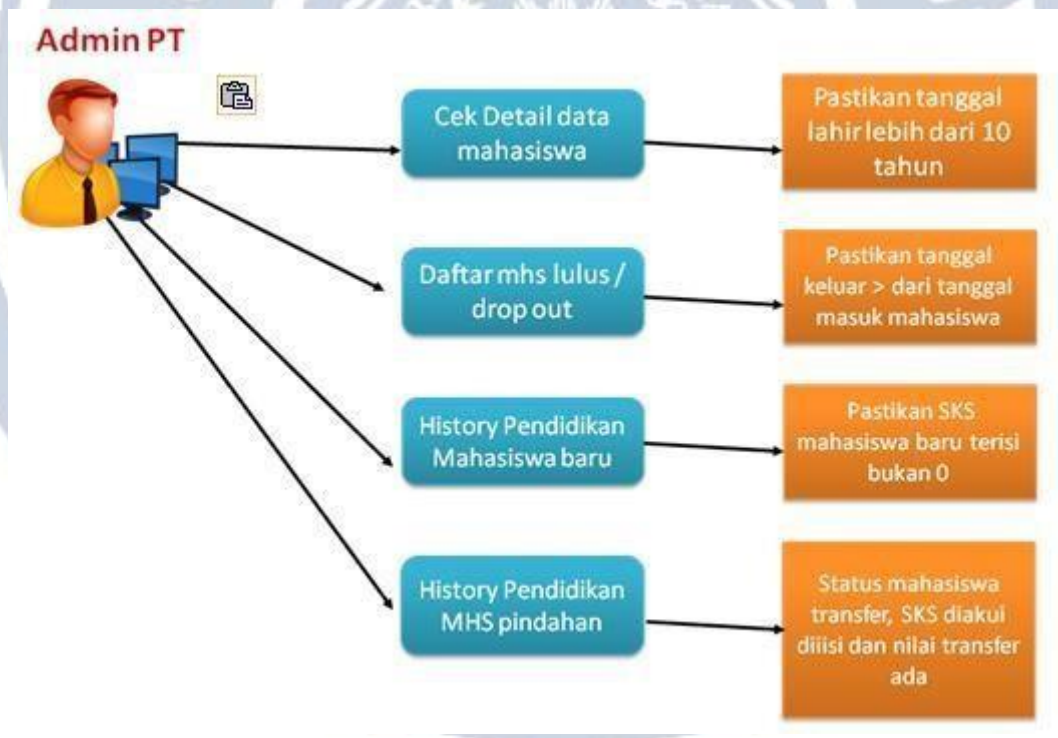 Admin PT
Cek Detail data
mahasiswa
Pastikan tanggal
lahir lebih dari 10
tahun
Daftar mhs lulus /
drop out
Pastikan tanggal
keluar > dari tanggal
masuk mahasiswa
History Pendidikan
Mahasiswa baru
Pastikan SKS
mahasiswa baru terisi
bukan 0
History Pendidikan
MHS pindahan
Status mahasiswa
transfer, SKS diakui
diiisi dan nilai transfer
ada